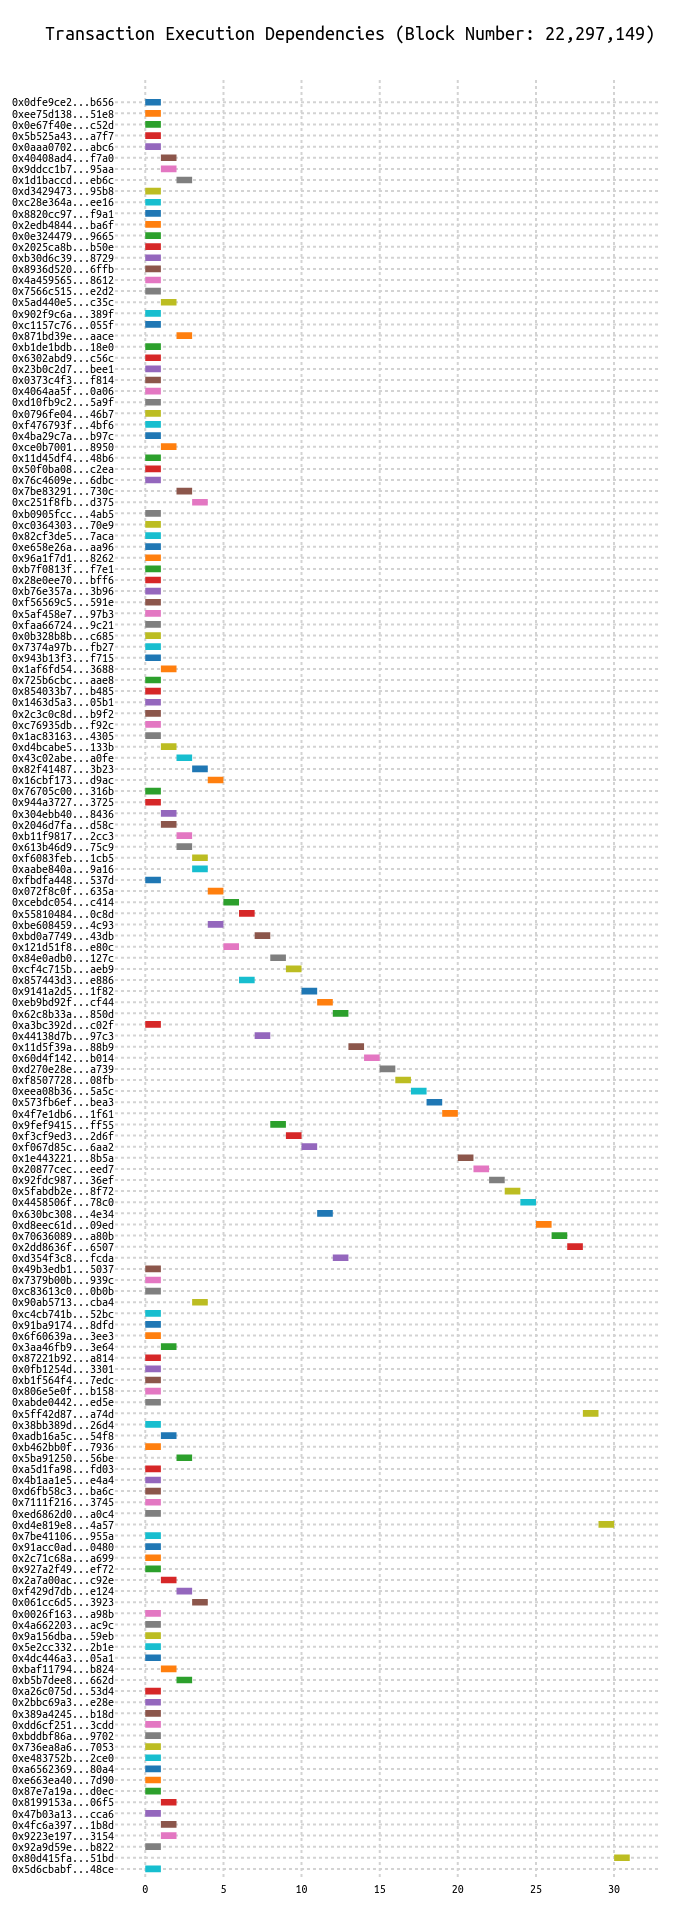 Transaction Execution Dependencies (Block Number: 22,297,149)
0x0dfe9ce2...b656
0xee75d138...51e8
0x0e67f40e...c52d
0x5b525a43...a7f7
0x0aaa0702...abc6
0x40408ad4...f7a0
0x9ddcc1b7...95aa
0x1d1baccd...eb6c
0xd3429473...95b8
0xc28e364a...ee16
0x8820cc97...f9a1
0x2edb4844...ba6f
0x0e324479...9665
0x2025ca8b...b50e
0xb30d6c39...8729
0x8936d520...6ffb
0x4a459565...8612
0x7566c515...e2d2
0x5ad440e5...c35c
0x902f9c6a...389f
0xc1157c76...055f
0x871bd39e...aace
0xb1de1bdb...18e0
0x6302abd9...c56c
0x23b0c2d7...bee1
0x0373c4f3...f814
0x4064aa5f...0a06
0xd10fb9c2...5a9f
0x0796fe04...46b7
0xf476793f...4bf6
0x4ba29c7a...b97c
0xce0b7001...8950
0x11d45df4...48b6
0x50f0ba08...c2ea
0x76c4609e...6dbc
0x7be83291...730c
0xc251f8fb...d375
0xb0905fcc...4ab5
0xc0364303...70e9
0x82cf3de5...7aca
0xe658e26a...aa96
0x96a1f7d1...8262
0xb7f0813f...f7e1
0x28e0ee70...bff6
0xb76e357a...3b96
0xf56569c5...591e
0x5af458e7...97b3
0xfaa66724...9c21
0x0b328b8b...c685
0x7374a97b...fb27
0x943b13f3...f715
0x1af6fd54...3688
0x725b6cbc...aae8
0x854033b7...b485
0x1463d5a3...05b1
0x2c3c0c8d...b9f2
0xc76935db...f92c
0x1ac83163...4305
0xd4bcabe5...133b
0x43c02abe...a0fe
0x82f41487...3b23
0x16cbf173...d9ac
0x76705c00...316b
0x944a3727...3725
0x304ebb40...8436
0x2046d7fa...d58c
0xb11f9817...2cc3
0x613b46d9...75c9
0xf6083feb...1cb5
0xaabe840a...9a16
0xfbdfa448...537d
0x072f8c0f...635a
0xcebdc054...c414
0x55810484...0c8d
0xbe608459...4c93
0xbd0a7749...43db
0x121d51f8...e80c
0x84e0adb0...127c
0xcf4c715b...aeb9
0x857443d3...e886
0x9141a2d5...1f82
0xeb9bd92f...cf44
0x62c8b33a...850d
0xa3bc392d...c02f
0x44138d7b...97c3
0x11d5f39a...88b9
0x60d4f142...b014
0xd270e28e...a739
0xf8507728...08fb
0xeea08b36...5a5c
0x573fb6ef...bea3
0x4f7e1db6...1f61
0x9fef9415...ff55
0xf3cf9ed3...2d6f
0xf067d85c...6aa2
0x1e443221...8b5a
0x20877cec...eed7
0x92fdc987...36ef
0x5fabdb2e...8f72
0x4458506f...78c0
0x630bc308...4e34
0xd8eec61d...09ed
0x70636089...a80b
0x2dd8636f...6507
0xd354f3c8...fcda
0x49b3edb1...5037
0x7379b00b...939c
0xc83613c0...0b0b
0x90ab5713...cba4
0xc4cb741b...52bc
0x91ba9174...8dfd
0x6f60639a...3ee3
0x3aa46fb9...3e64
0x87221b92...a814
0x0fb1254d...3301
0xb1f564f4...7edc
0x806e5e0f...b158
0xabde0442...ed5e
0x5ff42d87...a74d
0x38bb389d...26d4
0xadb16a5c...54f8
0xb462bb0f...7936
0x5ba91250...56be
0xa5d1fa98...fd03
0x4b1aa1e5...e4a4
0xd6fb58c3...ba6c
0x7111f216...3745
0xed6862d0...a0c4
0xd4e819e8...4a57
0x7be41106...955a
0x91acc0ad...0480
0x2c71c68a...a699
0x927a2f49...ef72
0x2a7a00ac...c92e
0xf429d7db...e124
0x061cc6d5...3923
0x0026f163...a98b
0x4a662203...ac9c
0x9a156dba...59eb
0x5e2cc332...2b1e
0x4dc446a3...05a1
0xbaf11794...b824
0xb5b7dee8...662d
0xa26c075d...53d4
0x2bbc69a3...e28e
0x389a4245...b18d
0xdd6cf251...3cdd
0xbddbf86a...9702
0x736ea8a6...7053
0xe483752b...2ce0
0xa6562369...80a4
0xe663ea40...7d90
0x87e7a19a...d0ec
0x8199153a...06f5
0x47b03a13...cca6
0x4fc6a397...1b8d
0x9223e197...3154
0x92a9d59e...b822
0x80d415fa...51bd
0x5d6cbabf...48ce
0 5 10 15 20 25 30